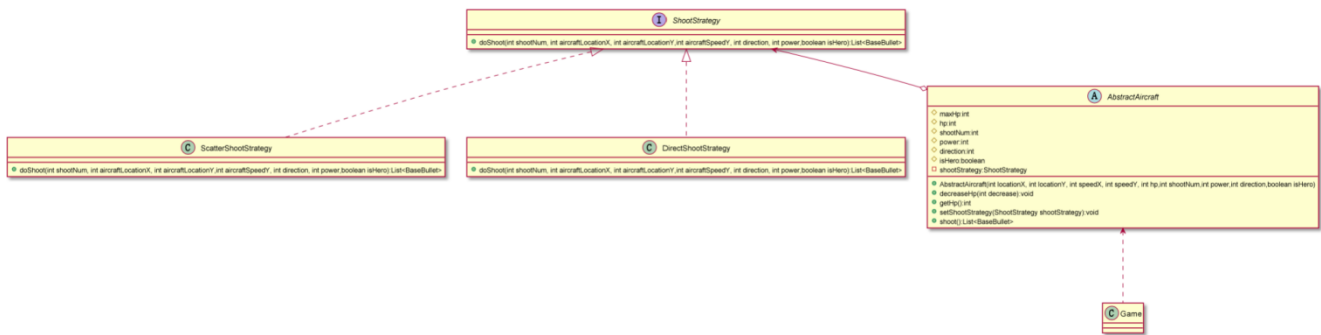 I ShootStrategy
doShoot(int shootNum, int aircraftLocationX, int aircraftLocationY,int aircraftSpeedY, int direction, int power,boolean isHero):List<BaseBullet>
A AbstractAircraft
maxHp:int
hp:int
shootNum:int
power:int
direction:int
isHero:boolean
shootStrategy:ShootStrategy
AbstractAircraft(int locationX, int locationY, int speedX, int speedY, int hp,int shootNum,int power,int direction,boolean isHero)
decreaseHp(int decrease):void
getHp():int
setShootStrategy(ShootStrategy shootStrategy):void
shoot():List<BaseBullet>
C ScatterShootStrategy
doShoot(int shootNum, int aircraftLocationX, int aircraftLocationY,int aircraftSpeedY, int direction, int power,boolean isHero):List<BaseBullet>
C DirectShootStrategy
doShoot(int shootNum, int aircraftLocationX, int aircraftLocationY,int aircraftSpeedY, int direction, int power,boolean isHero):List<BaseBullet>
C Game